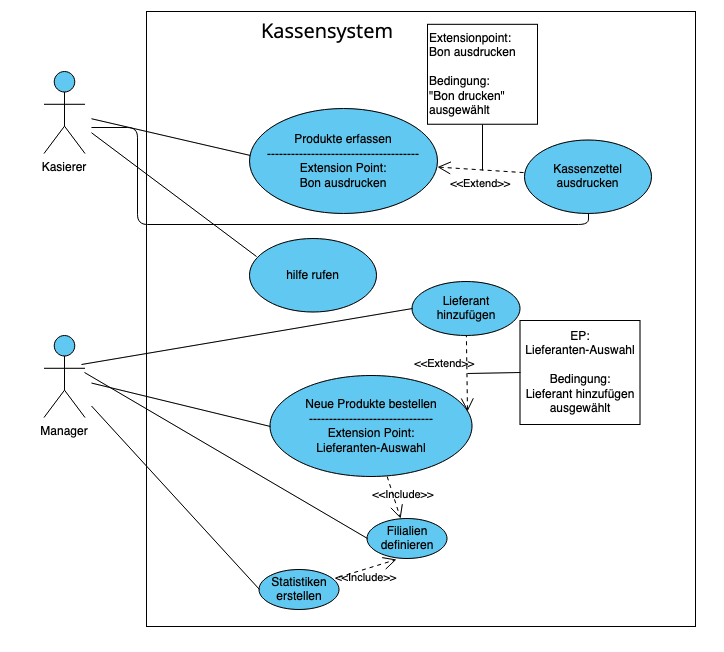 Kassensystem
Extensionpoint:
Bon ausdrucken
Bedingung:
"Bon drucken"
ausgewählt
Kasierer
Produkte erfassen
--------------------------------------
Extension Point:
Bon ausdrucken
<<Extend>>
Kassenzettel
ausdrucken
hilfe rufen
Lieferant
hinzufügen
<<Extend>>
EP:
Lieferanten-Auswahl
Bedingung:
Lieferant hinzufügen
ausgewählt
Manager
Neue Produkte bestellen
-------------------------------
Extension Point:
Lieferanten-Auswahl
<<Include>>
Filialien
definieren
<<Include>>
Statistiken
erstellen